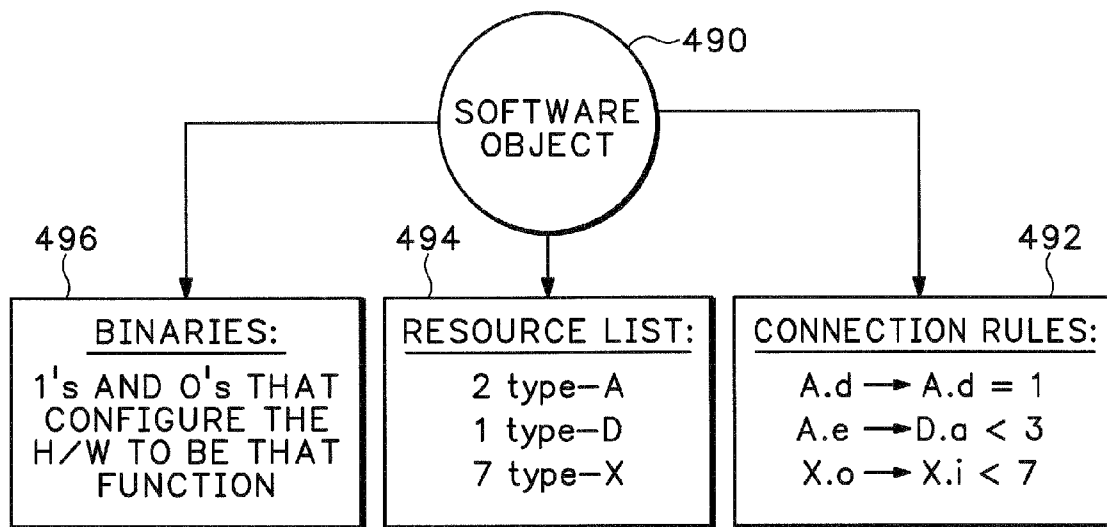 490
SOFTWARE
OBJECT
496
494
492
BINARIES:
1's AND 0's THAT
CONFIGURE THE
H/W TO BE THAT
FUNCTION
RESOURCE LIST:
2 type-A
1 type-D
7 type-X
CONNECTION RULES:
A.d → A.d = 1
A.e → D.a < 3
X.o → X.i < 7